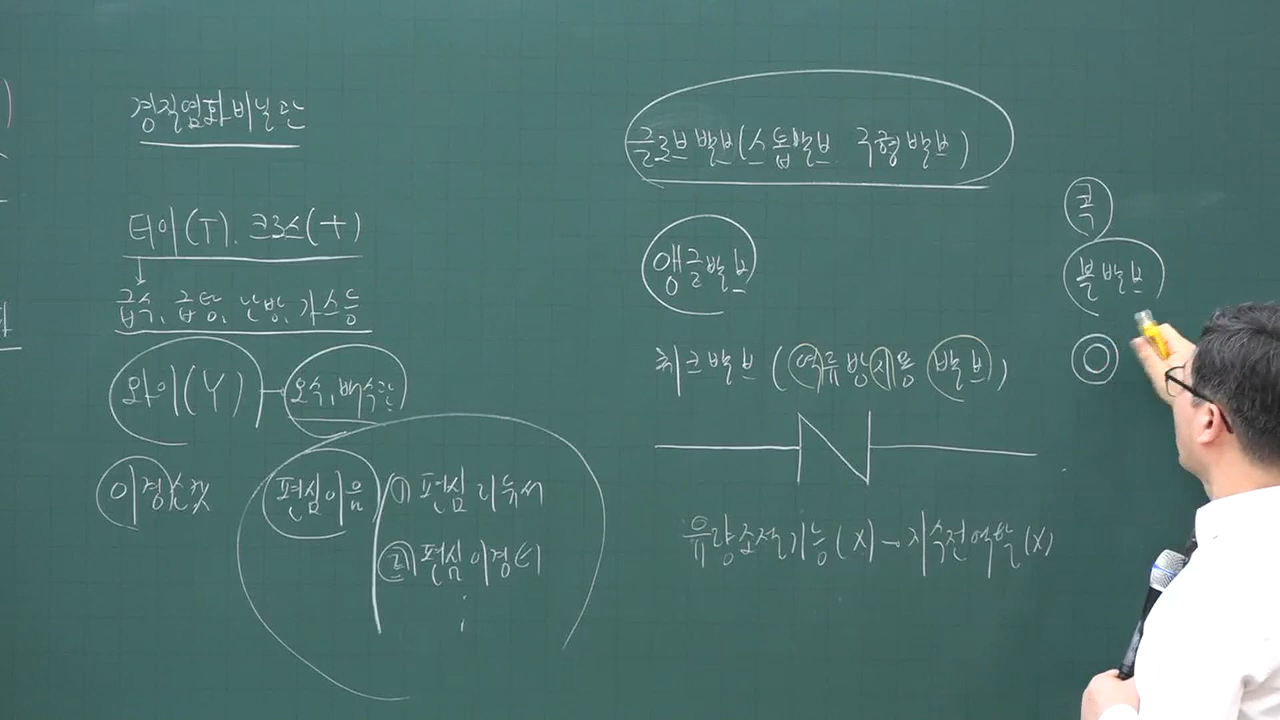 경질염화비닐관
티이(T). 크로스(+)
급수, 급탕, 난방, 가스등
와이(Y) - 오수, 배수관
이경소켓
편심이음
① 편심 리듀서
② 편심 이경티
글로브 밸브(스톱밸브 구형밸브)
앵글밸브
체크밸브 (역류방지용 밸브)
유량조절기능(X) → 지수전역할(X)
콕
볼밸브